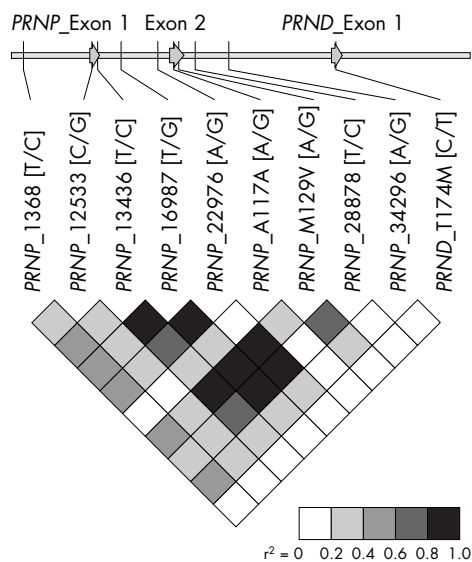 PRNP_Exon 1 Exon 2 PRND_Exon 1
PRNP_1368 [T/C]
PRNP_12533 [C/G]
PRNP_13436 [T/C]
PRNP_16987 [T/G]
PRNP_22976 [A/G]
PRNP_A117A [A/G]
PRNP_M129V [A/G]
PRNP_28878 [T/C]
PRNP_34296 [A/G]
PRND_T174M [C/T]
r² = 0 0.2 0.4 0.6 0.8 1.0